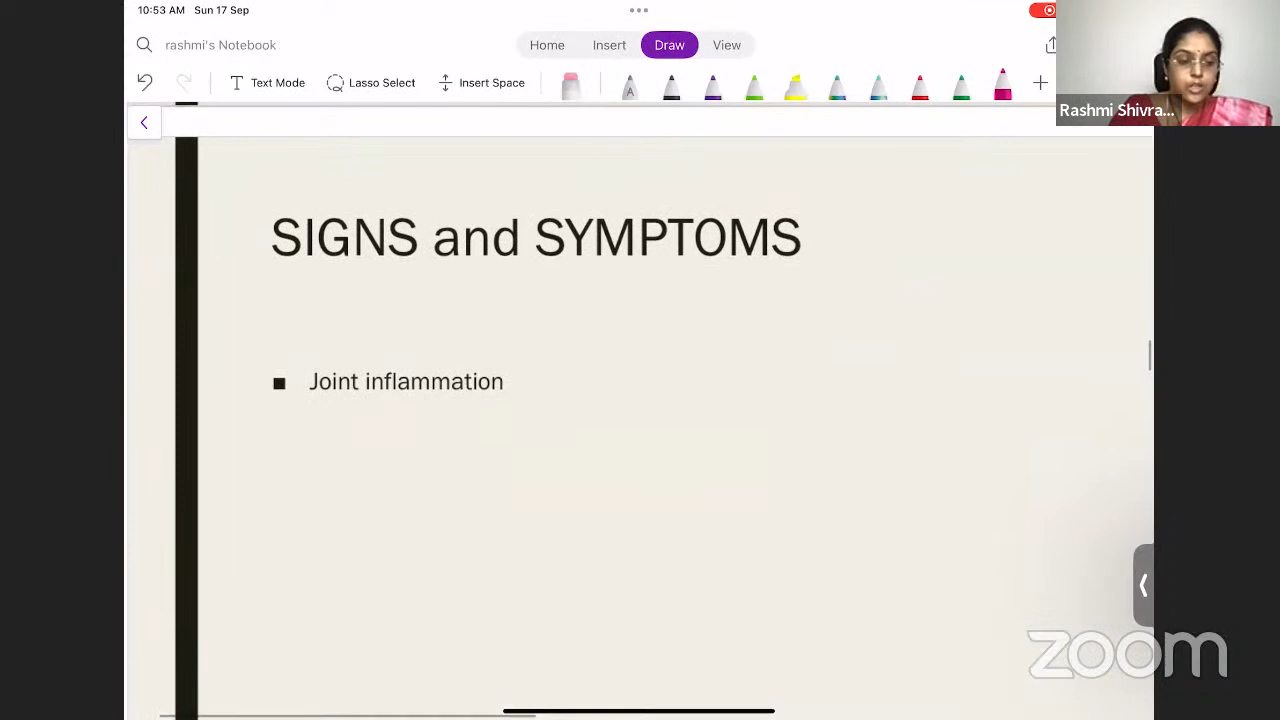 10:53 AM Sun 17 Sep
rashmi's Notebook
Home Insert Draw View
Text Mode Lasso Select Insert Space
A
Rashmi Shivra...
SIGNS and SYMPTOMS
Joint inflammation
zoom